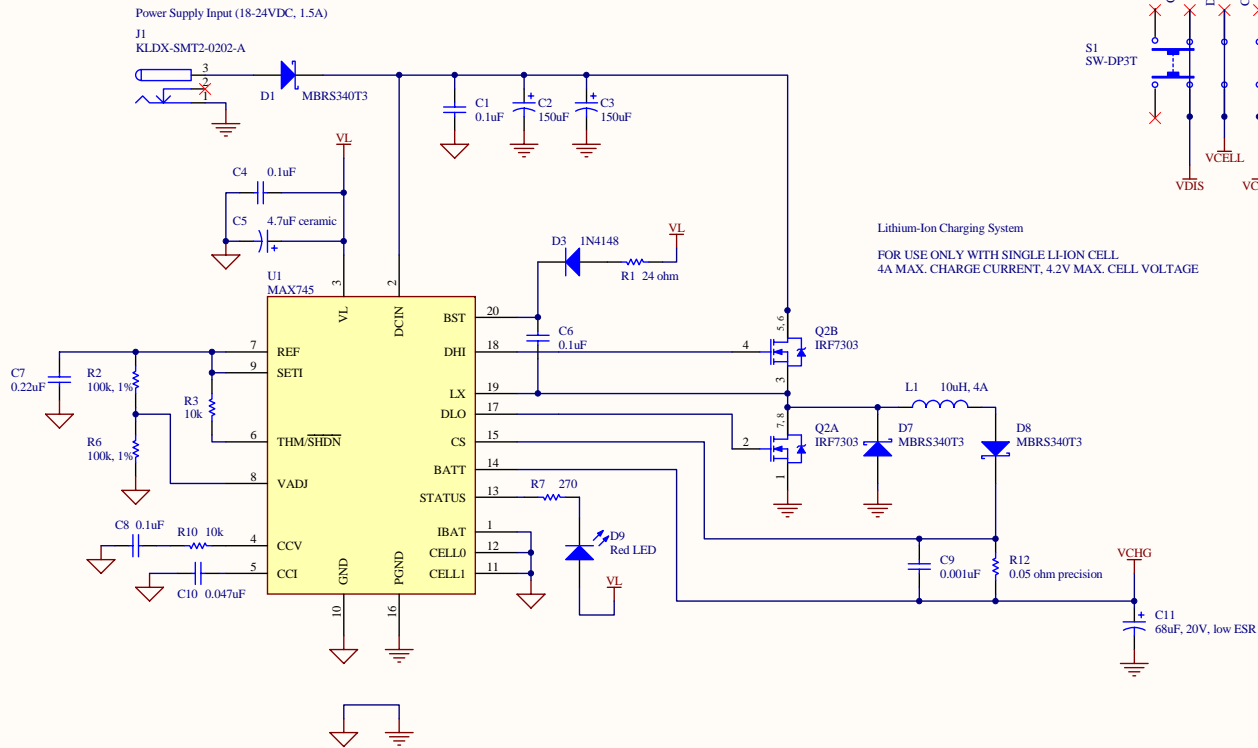 Power Supply Input (18-24VDC, 1.5A)
J1
KLDX-SMT2-0202-A
3
2
1
D1
MBRS340T3
C1
0.1uF
C2
150uF
C3
150uF
S1
SW-DP3T
VCELL
VDIS
VL
C4
0.1uF
C5
4.7uF ceramic
Lithium-Ion Charging System
FOR USE ONLY WITH SINGLE LI-ION CELL
4A MAX. CHARGE CURRENT, 4.2V MAX. CELL VOLTAGE
D3
1N4148
VL
R1 24 ohm
U1
MAX745
3
2
VL
DCIN
BST
20
C6
0.1uF
DHI
18
LX
19
DLO
17
CS
15
BATT
14
STATUS
13
IBAT
1
CELL0
12
CELL1
11
7
REF
9
SETI
6
THM/SHDN
8
VADJ
4
CCV
5
CCI
GND
PGND
10
16
C7
0.22uF
R2
100k, 1%
R3
10k
R6
100k, 1%
C8 0.1uF
R10 10k
C10 0.047uF
5, 6
4
Q2B
IRF7303
3
7, 8
2
Q2A
IRF7303
1
L1
10uH, 4A
D7
MBRS340T3
D8
MBRS340T3
R7 270
D9
Red LED
VL
C9
0.001uF
R12
0.05 ohm precision
VCHG
C11
68uF, 20V, low ESR